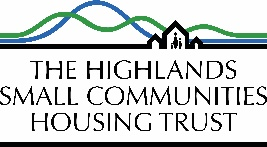 THE HIGHLANDS
SMALL COMMUNITIES
HOUSING TRUST